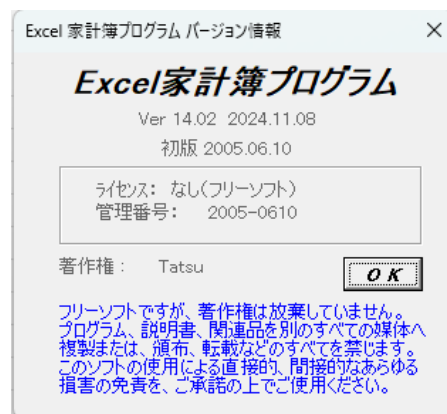 Excel 家計簿プログラム バージョン情報
Excel家計簿プログラム
Ver 14.02 2024.11.08
初版 2005.06.10
ライセンス： なし(フリーソフト)
管理番号： 2005-0610
著作権： Tatsu
OK
フリーソフトですが、著作権は放棄していません。
プログラム、説明書、関連品を別のすべての媒体へ
複製または、頒布、転載などのすべてを禁じます。
このソフトの使用による直接的、間接的なあらゆる
損害の免責を、ご承諾の上でご使用ください。